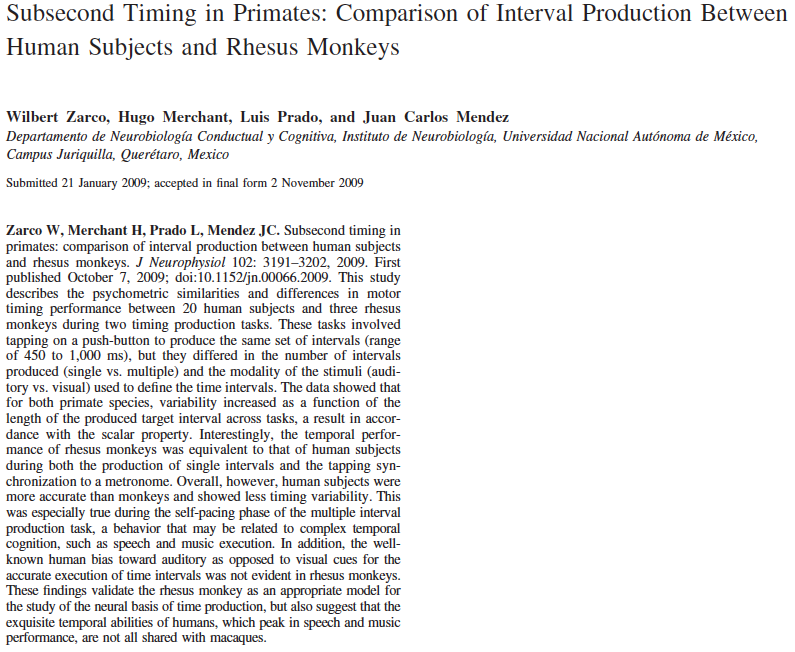 Subsecond Timing in Primates: Comparison of Interval Production Between
Human Subjects and Rhesus Monkeys
Wilbert Zarco, Hugo Merchant, Luis Prado, and Juan Carlos Mendez
Departamento de Neurobiología Conductual y Cognitiva, Instituto de Neurobiología, Universidad Nacional Autónoma de México,
Campus Juriquilla, Querétaro, Mexico
Submitted 21 January 2009; accepted in final form 2 November 2009
Zarco W, Merchant H, Prado L, Mendez JC. Subsecond timing in
primates: comparison of interval production between human subjects
and rhesus monkeys. J Neurophysiol 102: 3191–3202, 2009. First
published October 7, 2009; doi:10.1152/jn.00066.2009. This study
describes the psychometric similarities and differences in motor
timing performance between 20 human subjects and three rhesus
monkeys during two timing production tasks. These tasks involved
tapping on a push-button to produce the same set of intervals (range
of 450 to 1,000 ms), but they differed in the number of intervals
produced (single vs. multiple) and the modality of the stimuli (audi-
tory vs. visual) used to define the time intervals. The data showed that
for both primate species, variability increased as a function of the
length of the produced target interval across tasks, a result in accor-
dance with the scalar property. Interestingly, the temporal perfor-
mance of rhesus monkeys was equivalent to that of human subjects
during both the production of single intervals and the tapping syn-
chronization to a metronome. Overall, however, human subjects were
more accurate than monkeys and showed less timing variability. This
was especially true during the self-pacing phase of the multiple interval
production task, a behavior that may be related to complex temporal
cognition, such as speech and music execution. In addition, the well-
known human bias toward auditory as opposed to visual cues for the
accurate execution of time intervals was not evident in rhesus monkeys.
These findings validate the rhesus monkey as an appropriate model for
the study of the neural basis of time production, but also suggest that the
exquisite temporal abilities of humans, which peak in speech and music
performance, are not all shared with macaques.